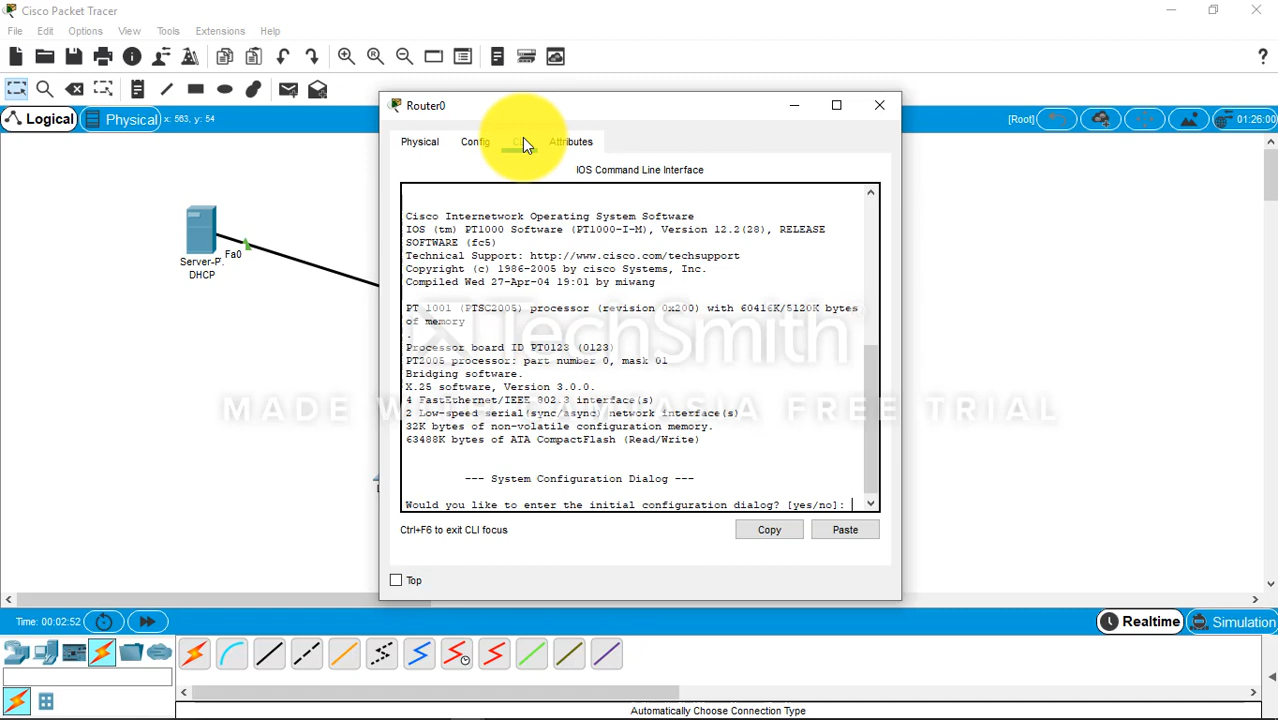 Cisco Packet Tracer
File Edit Options View Tools Extensions Help
Logical Physical x: 563, y: 54 [Root] 01:26:00
Router0
Physical Config Attributes
IOS Command Line Interface
Cisco Internetwork Operating System Software
IOS (tm) PT1000 Software (PT1000-I-M), Version 12.2(28), RELEASE
SOFTWARE (fc5)
Technical Support: http://www.cisco.com/techsupport
Copyright (c) 1986-2005 by cisco Systems, Inc.
Compiled Wed 27-Apr-04 19:01 by miwang
PT 1001 (PTSC2005) processor (revision 0x200) with 60416K/5120K bytes
of memory
.
Processor board ID PT0123 (0123)
PT2005 processor: part number 0, mask 01
Bridging software.
X.25 software, Version 3.0.0.
4 FastEthernet/IEEE 802.3 interface(s)
2 Low-speed serial(sync/async) network interface(s)
32K bytes of non-volatile configuration memory.
63488K bytes of ATA CompactFlash (Read/Write)
--- System Configuration Dialog ---
Would you like to enter the initial configuration dialog? [yes/no]:
Ctrl+F6 to exit CLI focus
Copy Paste
Top
Fa0
Server-P
DHCP
TechSmith
Time: 00:02:52
Realtime Simulation
Automatically Choose Connection Type